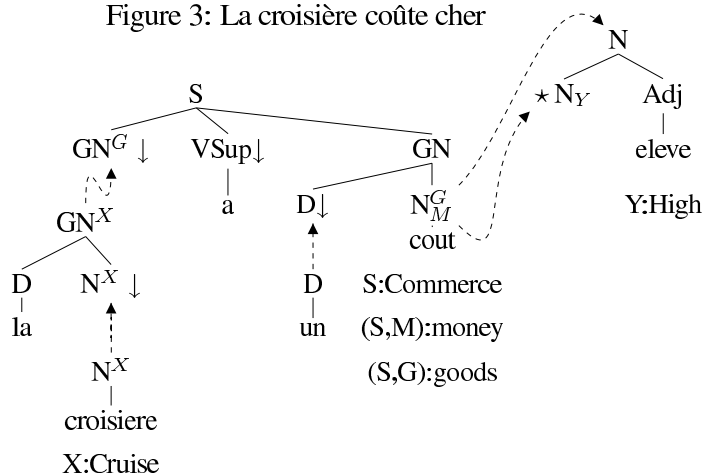 Figure 3: La croisière coûte cher
N
S
⋆ N_Y Adj
GN^G ↓ VSup↓ GN
eleve
a D↓ N^G_M
Y:High
GN^X
cout
D N^X ↓ D S:Commerce
la un (S,M):money
N^X (S,G):goods
croisiere
X:Cruise